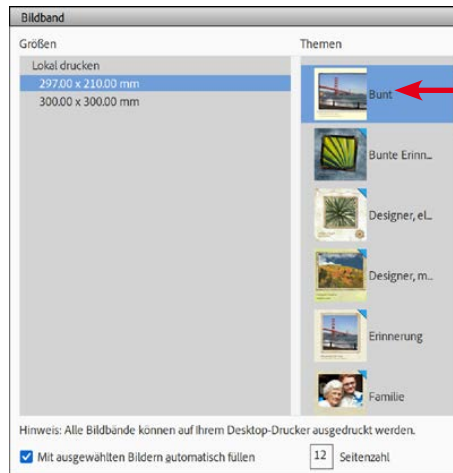 Bildband
Größen
Themen
Lokal drucken
297.00 x 210.00 mm
300.00 x 300.00 mm
Bunt
Bunte Erinn...
Designer, el...
Designer, m...
Erinnerung
Familie
Hinweis: Alle Bildbände können auf Ihrem Desktop-Drucker ausgedruckt werden.
Mit ausgewählten Bildern automatisch füllen
12 Seitenzahl